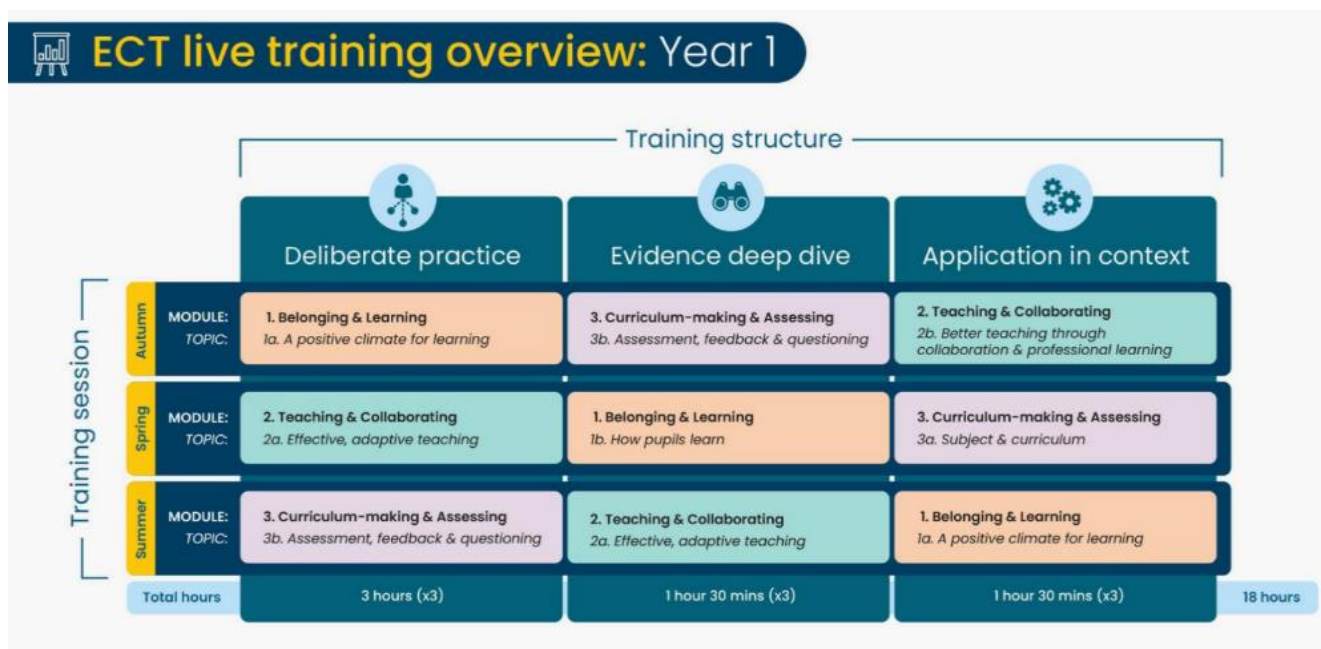 ECT live training overview: Year 1
Training structure
Deliberate practice
Evidence deep dive
Application in context
Training session
Autumn
MODULE:
TOPIC:
1. Belonging & Learning
1a. A positive climate for learning
3. Curriculum-making & Assessing
3b. Assessment, feedback & questioning
2. Teaching & Collaborating
2b. Better teaching through
collaboration & professional learning
Spring
MODULE:
TOPIC:
2. Teaching & Collaborating
2a. Effective, adaptive teaching
1. Belonging & Learning
1b. How pupils learn
3. Curriculum-making & Assessing
3a. Subject & curriculum
Summer
MODULE:
TOPIC:
3. Curriculum-making & Assessing
3b. Assessment, feedback & questioning
2. Teaching & Collaborating
2a. Effective, adaptive teaching
1. Belonging & Learning
1a. A positive climate for learning
Total hours
3 hours (x3)
1 hour 30 mins (x3)
1 hour 30 mins (x3)
18 hours